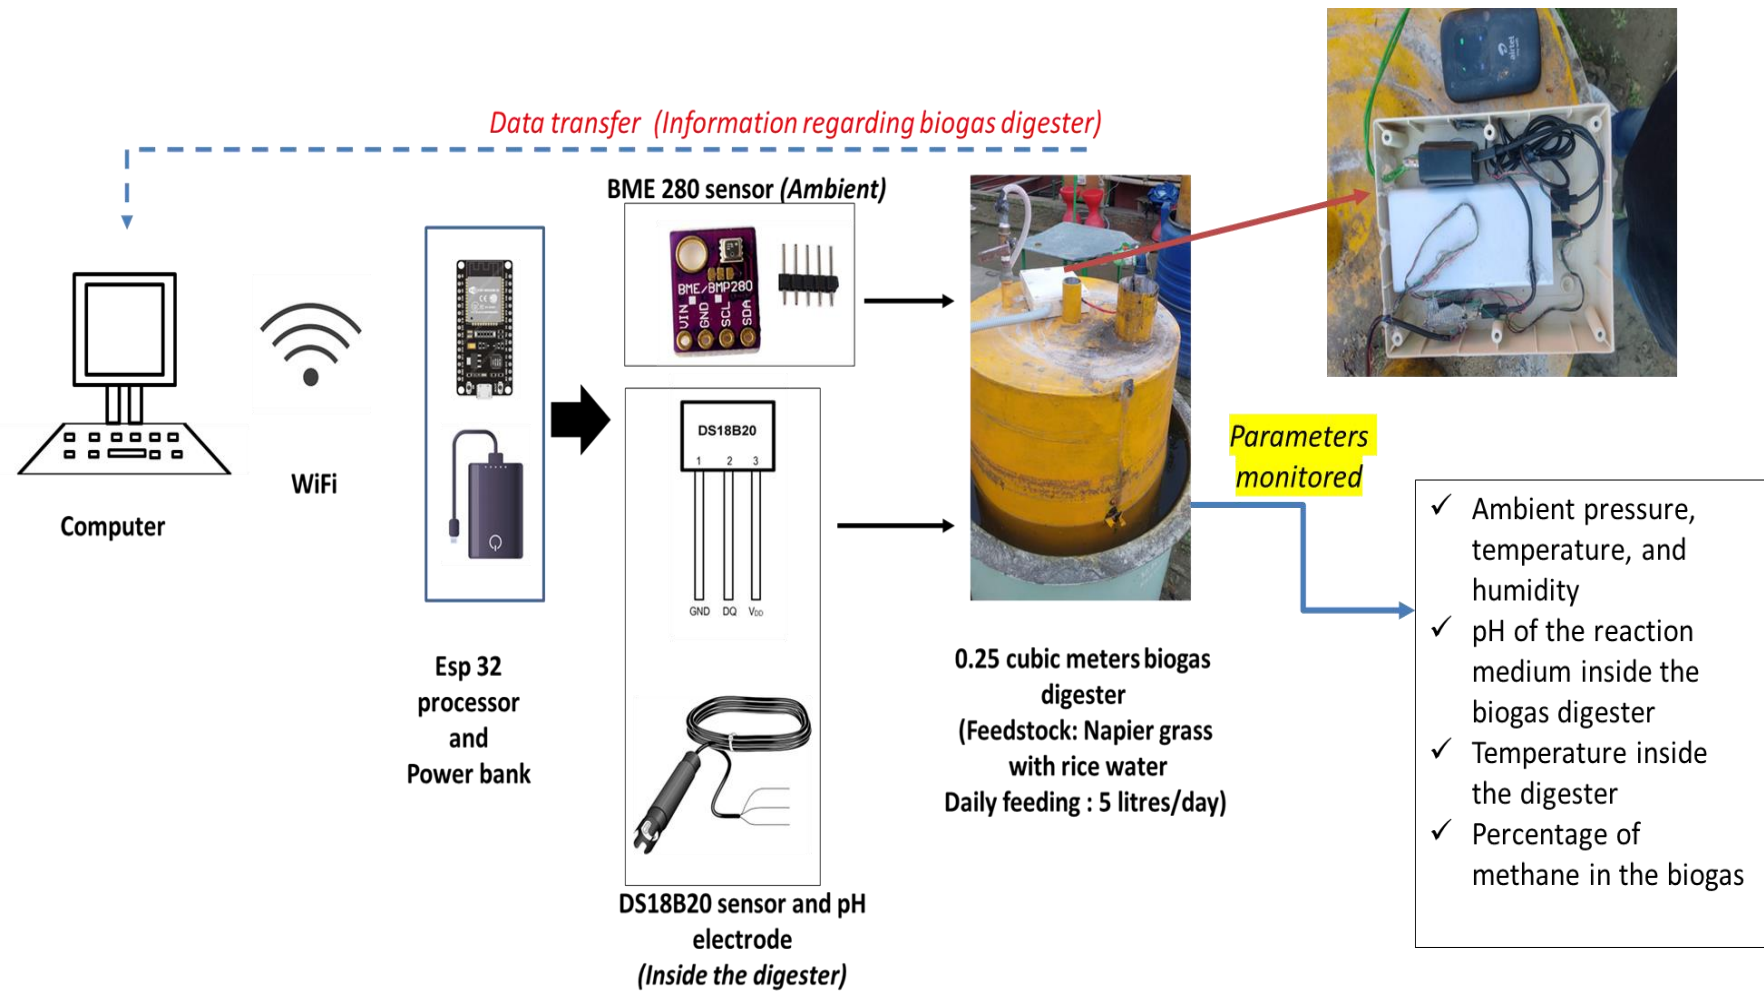 Data transfer (Information regarding biogas digester)
airtel
BME 280 sensor (Ambient)
BME/BMP280
VIN
GND
SCL
SDA
DS18B20
1 2 3
GND DQ VDD
WiFi
Computer
Esp 32
processor
and
Power bank
DS18B20 sensor and pH
electrode
(Inside the digester)
0.25 cubic meters biogas
digester
(Feedstock: Napier grass
with rice water
Daily feeding : 5 litres/day)
Parameters
monitored
✓ Ambient pressure,
temperature, and
humidity
✓ pH of the reaction
medium inside the
biogas digester
✓ Temperature inside
the digester
✓ Percentage of
methane in the biogas